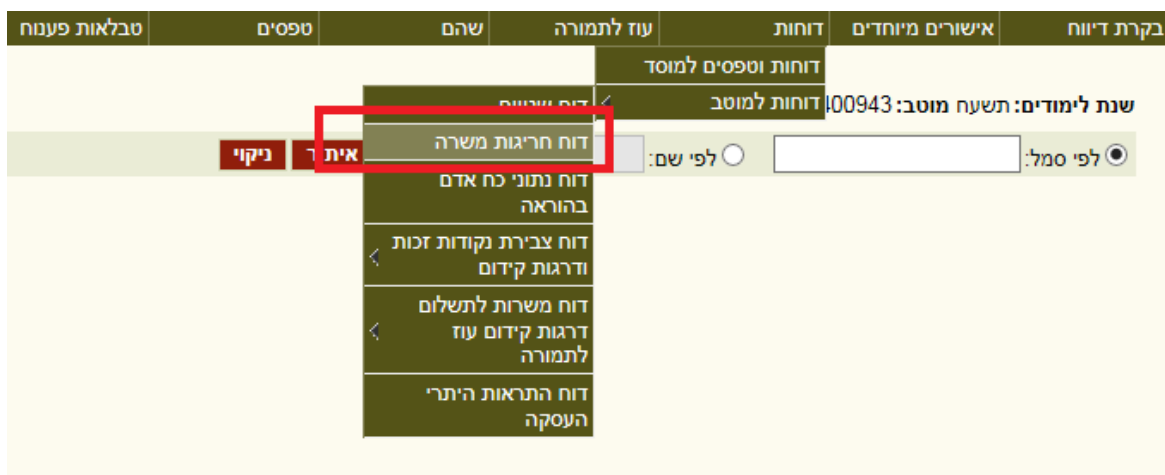 בקרת דיווח אישורים מיוחדים דוחות עוז לתמורה שהם טפסים טבלאות פענוח
דוחות וטפסים למוסד
דוחות למוטב
שנת לימודים: תשעח מוטב: 400943
דוח
דוח חריגות משרה
לפי סמל: לפי שם: ניקוי
דוח נתוני כח אדם
בהוראה
דוח צבירת נקודות זכות
ודרגות קידום
דוח משרות לתשלום
דרגות קידום עוז
לתמורה
דוח התראות היתרי
העסקה